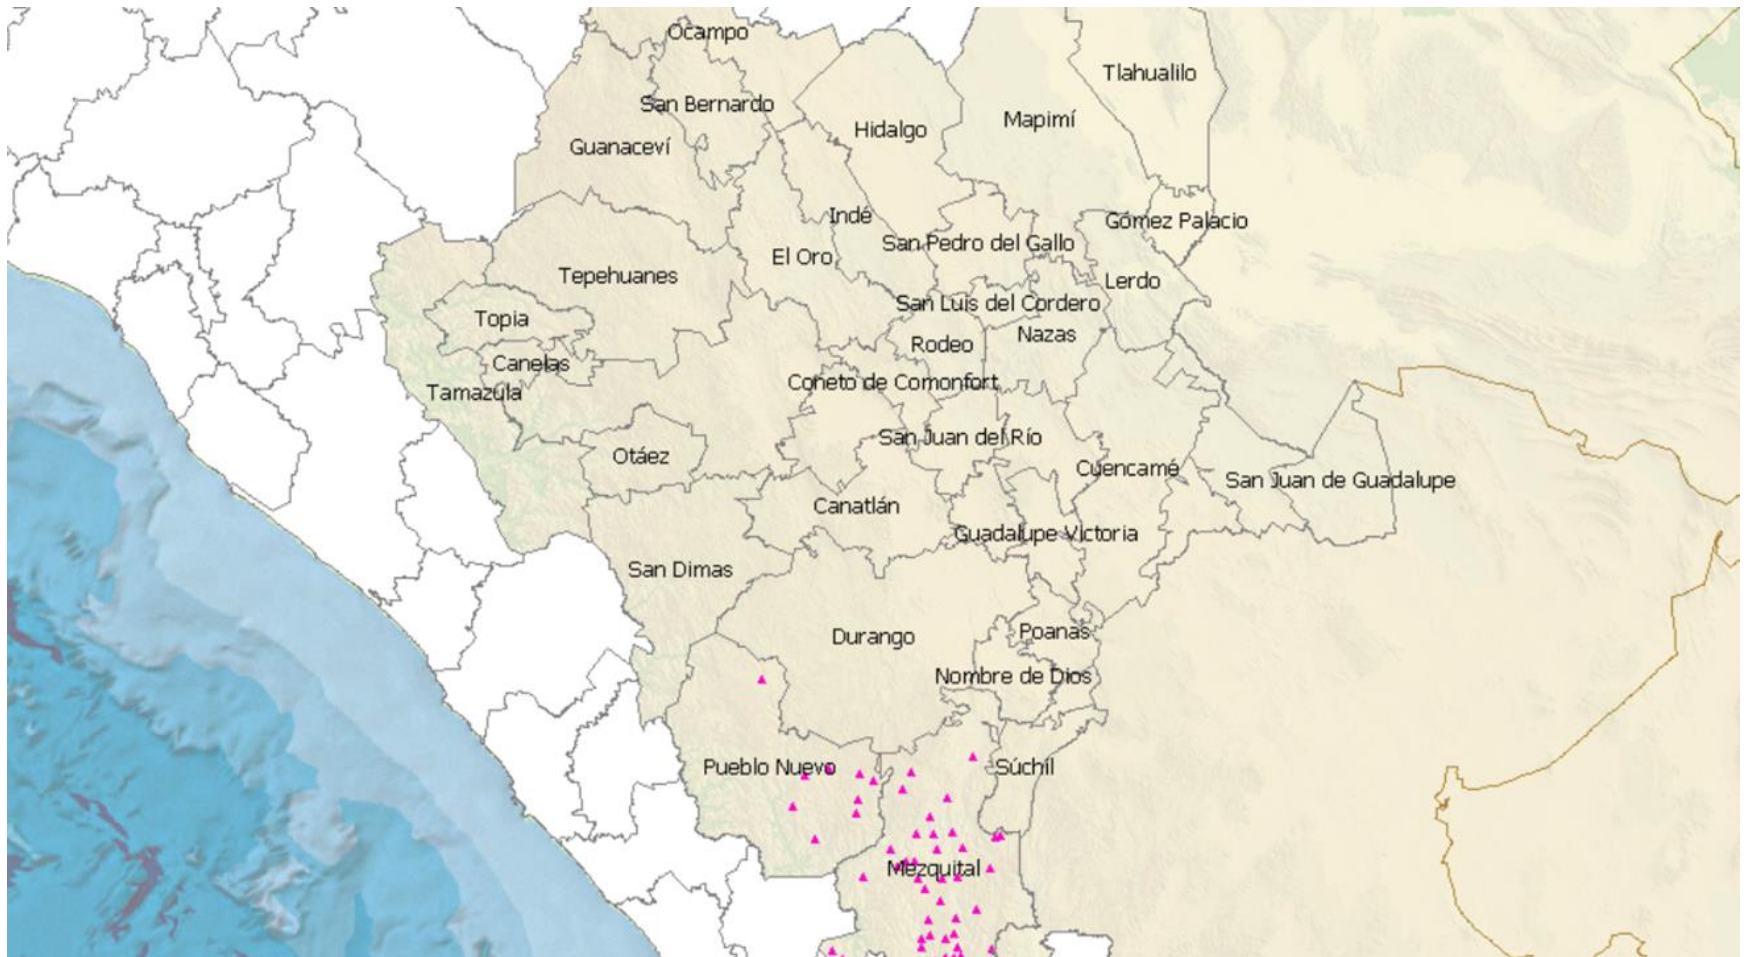 Ocampo
Tlahualilo
San Bernardo
Mapimí
Hidalgo
Guanaceví
Indé
Gómez Palacio
San Pedro del Gallo
El Oro
Tepehuanes
Lerdo
San Luis del Cordero
Topia
Nazas
Rodeo
Canelas
Coneto de Comonfort
Tamazula
San Juan del Río
Otáez
Cuencamé
San Juan de Guadalupe
Canatlán
Guadalupe Victoria
San Dimas
Poanas
Durango
Nombre de Dios
Pueblo Nuevo
Súchil
Mezquital